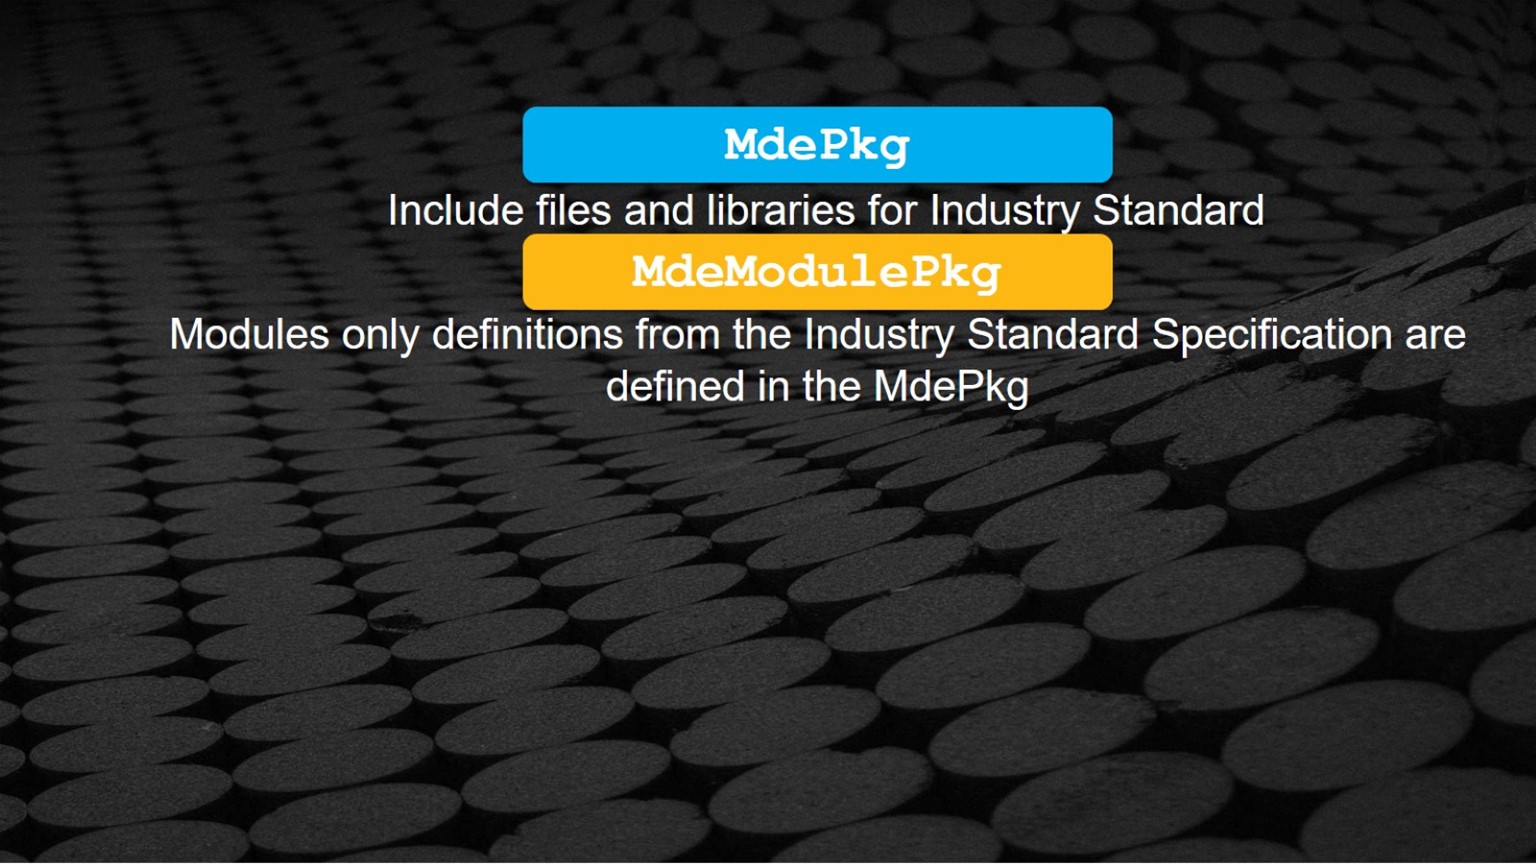 MdePkg
Include files and libraries for Industry Standard
MdeModulePkg
Modules only definitions from the Industry Standard Specification are
defined in the MdePkg